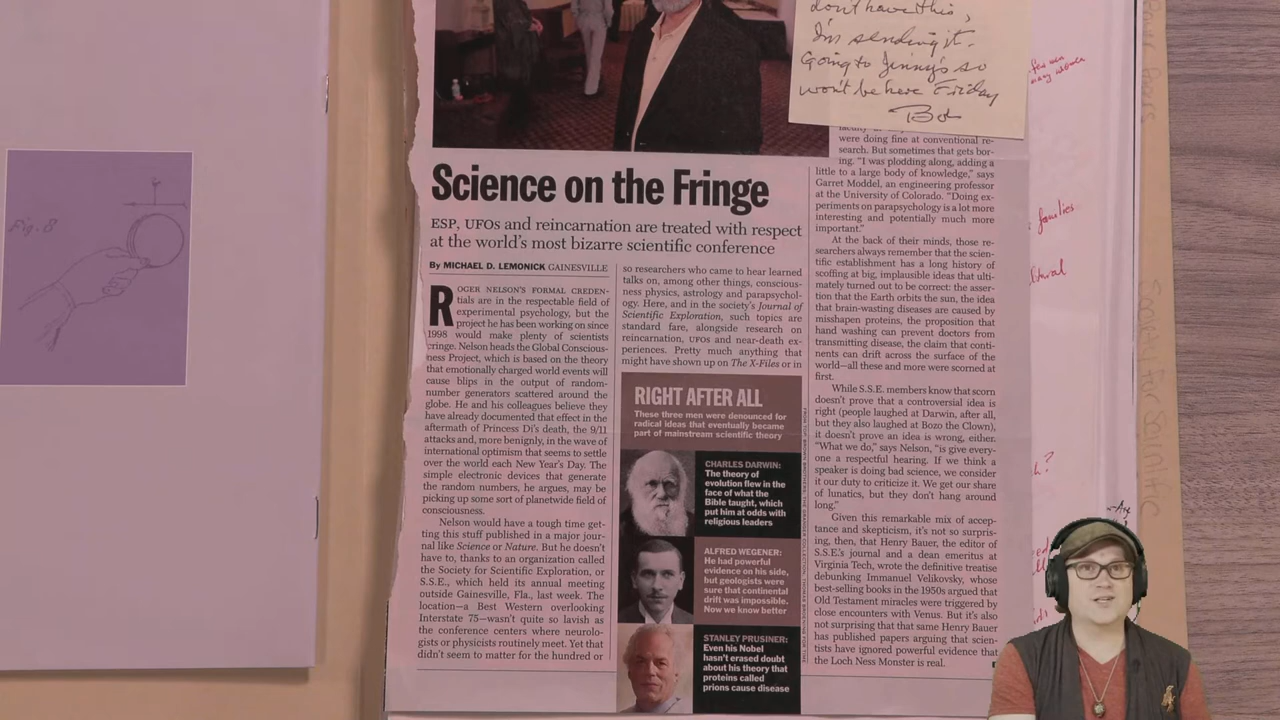 don't have this,
I'm sending it.
Going to Jenny's so
won't be here Friday
Bob
Fig. 8
Science on the Fringe
ESP, UFOs and reincarnation are treated with respect
at the world's most bizarre scientific conference
By MICHAEL D. LEMONICK GAINESVILLE
ROGER NELSON'S FORMAL CREDEN-
tials are in the respectable field of
experimental psychology, but the
project he has been working on since
1998 would make plenty of scientists
cringe. Nelson heads the Global Conscious-
ness Project, which is based on the theory
that emotionally charged world events will
cause blips in the output of random-
number generators scattered around the
globe. He and his colleagues believe they
have already documented that effect in the
aftermath of Princess Di's death, the 9/11
attacks and, more benignly, in the wave of
international optimism that seems to settle
over the world each New Year's Day. The
simple electronic devices that generate
the random numbers, he argues, may be
picking up some sort of planetwide field of
consciousness.
Nelson would have a tough time get-
ting this stuff published in a major jour-
nal like Science or Nature. But he doesn't
have to, thanks to an organization called
the Society for Scientific Exploration, or
S.S.E., which held its annual meeting
outside Gainesville, Fla., last week. The
location—a Best Western overlooking
Interstate 75—wasn't quite so lavish as
the conference centers where neurolo-
gists or physicists routinely meet. Yet that
didn't seem to matter for the hundred or
so researchers who came to hear learned
talks on, among other things, conscious-
ness physics, astrology and parapsychol-
ogy. Here, and in the society's Journal of
Scientific Exploration, such topics are
standard fare, alongside research on
reincarnation, UFOs and near-death ex-
periences. Pretty much anything that
might have shown up on The X-Files or in
RIGHT AFTER ALL
These three men were denounced for
radical ideas that eventually became
part of mainstream scientific theory
CHARLES DARWIN:
The theory of
evolution flew in the
face of what the
Bible taught, which
put him at odds with
religious leaders
ALFRED WEGENER:
He had powerful
evidence on his side,
but geologists were
sure that continental
drift was impossible.
Now we know better
STANLEY PRUSINER:
Even his Nobel
hasn't erased doubt
about his theory that
proteins called
prions cause disease
faculty
were doing fine at conventional re-
search. But sometimes that gets bor-
ing. "I was plodding along, adding a
little to a large body of knowledge," says
Garret Moddel, an engineering professor
at the University of Colorado. "Doing ex-
periments on parapsychology is a lot more
interesting and potentially much more
important."
At the back of their minds, those re-
searchers always remember that the scien-
tific establishment has a long history of
scoffing at big, implausible ideas that ul-
timately turned out to be correct: the asser-
tion that the Earth orbits the sun, the idea
that brain-wasting diseases are caused by
misshapen proteins, the proposition that
hand washing can prevent doctors from
transmitting disease, the claim that conti-
nents can drift across the surface of the
world—all these and more were scorned at
first.
While S.S.E. members know that scorn
doesn't prove that a controversial idea is
right (people laughed at Darwin, after all,
but they also laughed at Bozo the Clown),
it doesn't prove an idea is wrong, either.
"What we do," says Nelson, "is give every-
one a respectful hearing. If we think a
speaker is doing bad science, we consider
it our duty to criticize it. We get our share
of lunatics, but they don't hang around
long."
Given this remarkable mix of accep-
tance and skepticism, it's not so surpris-
ing, then, that Henry Bauer, the editor of
S.S.E.'s journal and a dean emeritus at
Virginia Tech, wrote the definitive treatise
debunking Immanuel Velikovsky, whose
best-selling books in the 1950s argued that
Old Testament miracles were triggered by
close encounters with Venus. But it's also
not surprising that that same Henry Bauer
has published papers arguing that scien-
tists have ignored powerful evidence that
the Loch Ness Monster is real.
families